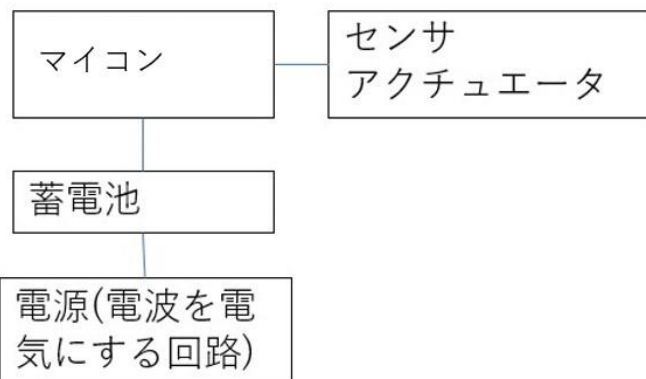 マイコン
センサ
アクチュエータ
蓄電池
電源(電波を電
気にする回路)